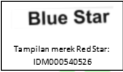 Blue Star
Tampilan merek Red Star:
IDM000540526